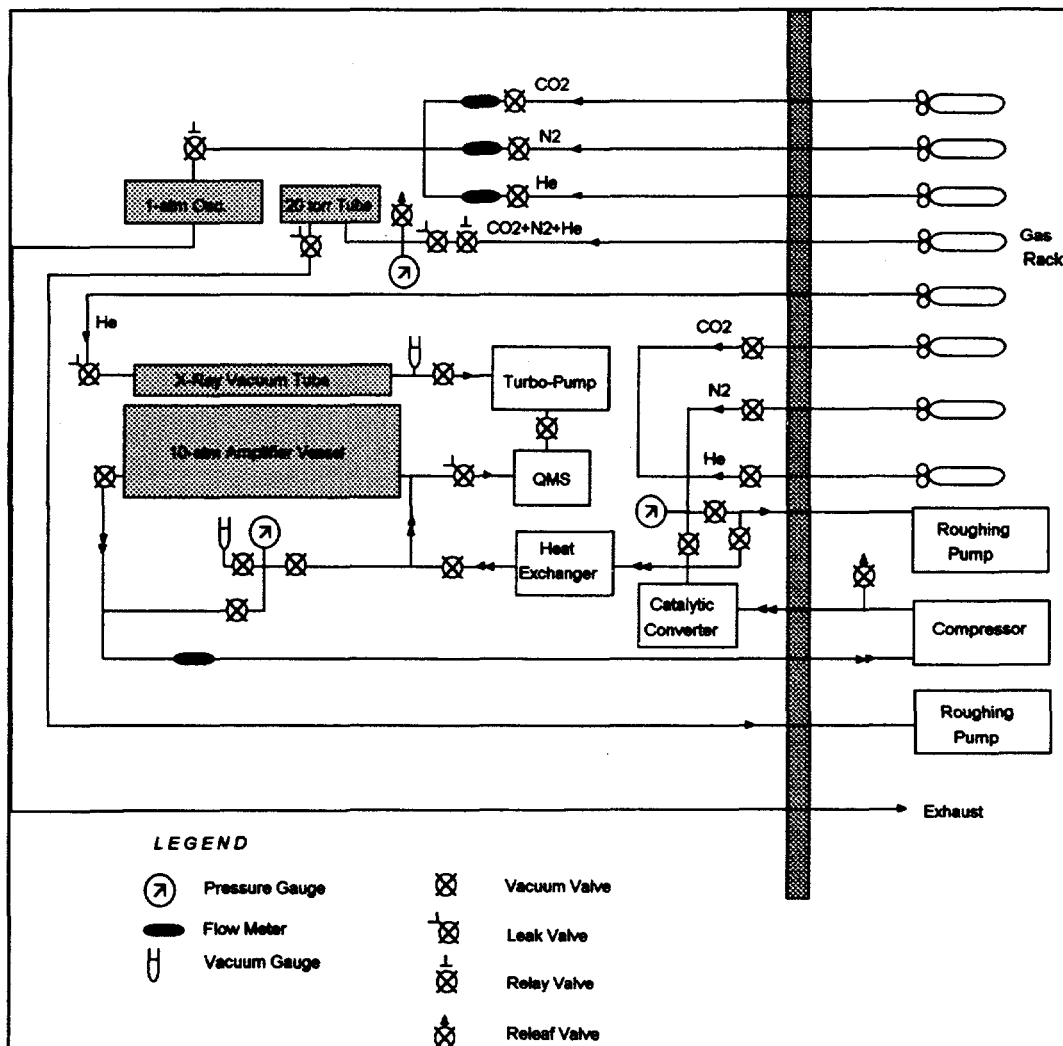 CO2
N2
He
1-atm Osc.
20 torr Tube
CO2+N2+He
Gas
Rack
He
CO2
X-Ray Vacuum Tube
Turbo-Pump
N2
10-atm Amplifier Vessel
He
QMS
Roughing
Pump
Heat
Exchanger
Catalytic
Converter
Compressor
Roughing
Pump
Exhaust
LEGEND
Pressure Gauge
Vacuum Valve
Flow Meter
Leak Valve
Vacuum Gauge
Relay Valve
Releaf Valve